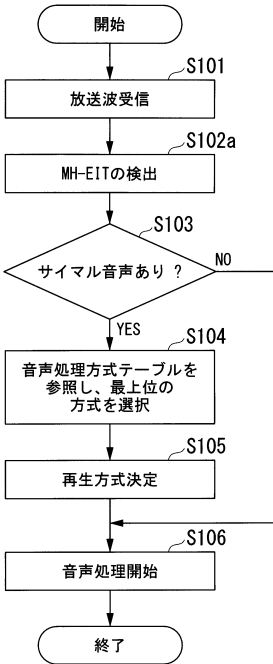 開始
S101
放送波受信
S102a
MH-EITの検出
S103
サイマル音声あり ?
NO
YES
S104
音声処理方式テーブルを
参照し、最上位の
方式を選択
S105
再生方式決定
S106
音声処理開始
終了